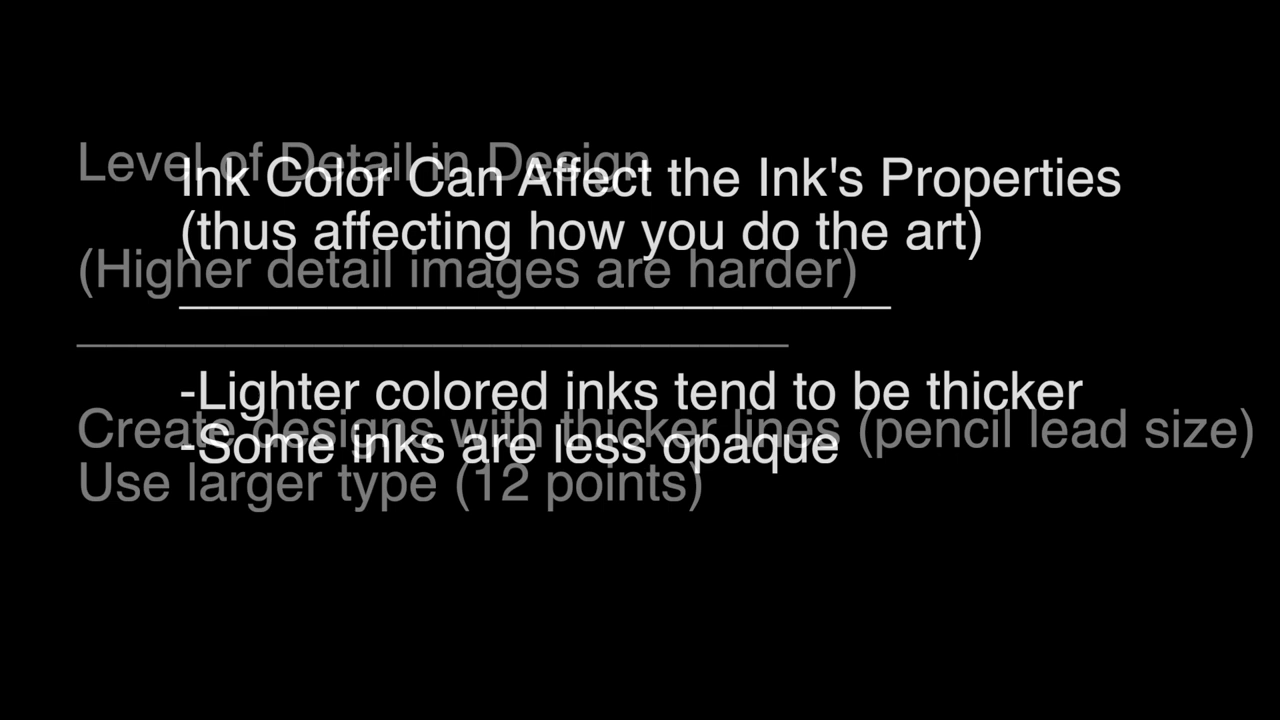 Level of Detail in Design
Ink Color Can Affect the Ink's Properties
(thus affecting how you do the art)
(Higher detail images are harder)
-Lighter colored inks tend to be thicker
Create designs with thicker lines (pencil lead size)
-Some inks are less opaque
Use larger type (12 points)